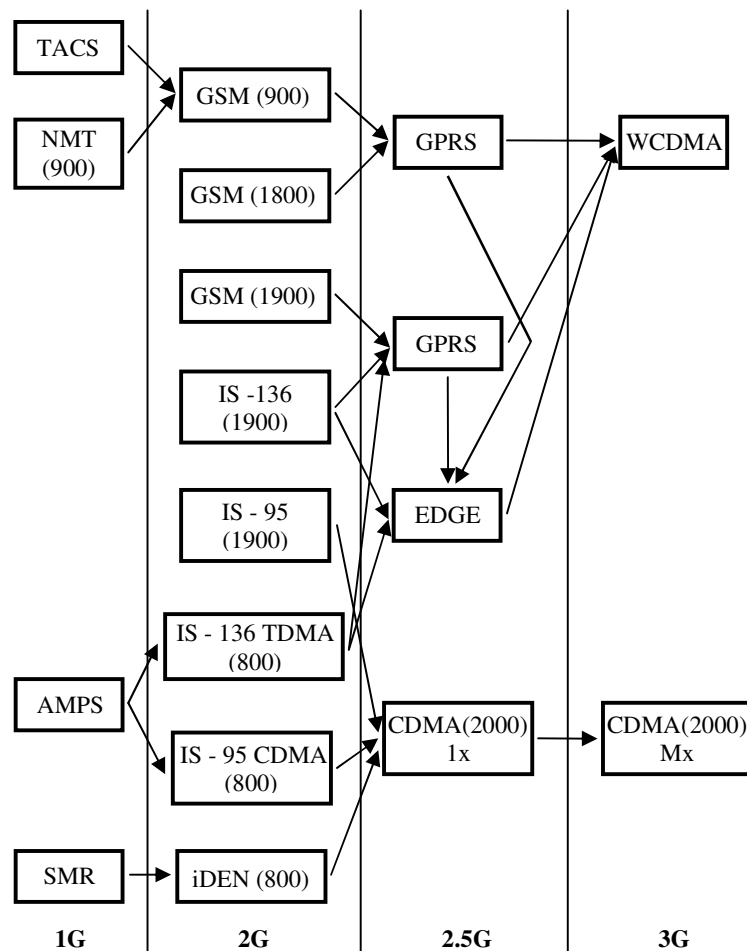 TACS
NMT
(900)
AMPS
SMR
1G
GSM (900)
GSM (1800)
GSM (1900)
IS -136
(1900)
IS - 95
(1900)
IS - 136 TDMA
(800)
IS - 95 CDMA
(800)
iDEN (800)
2G
GPRS
GPRS
EDGE
CDMA(2000)
1x
2.5G
WCDMA
CDMA(2000)
Mx
3G